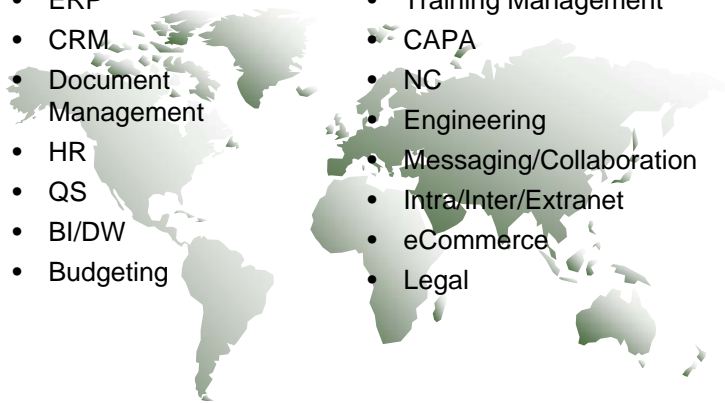 • ERP
• CRM
• Document
Management
• HR
• QS
• BI/DW
• Budgeting
• Training Management
• CAPA
• NC
• Engineering
• Messaging/Collaboration
• Intra/Inter/Extranet
• eCommerce
• Legal